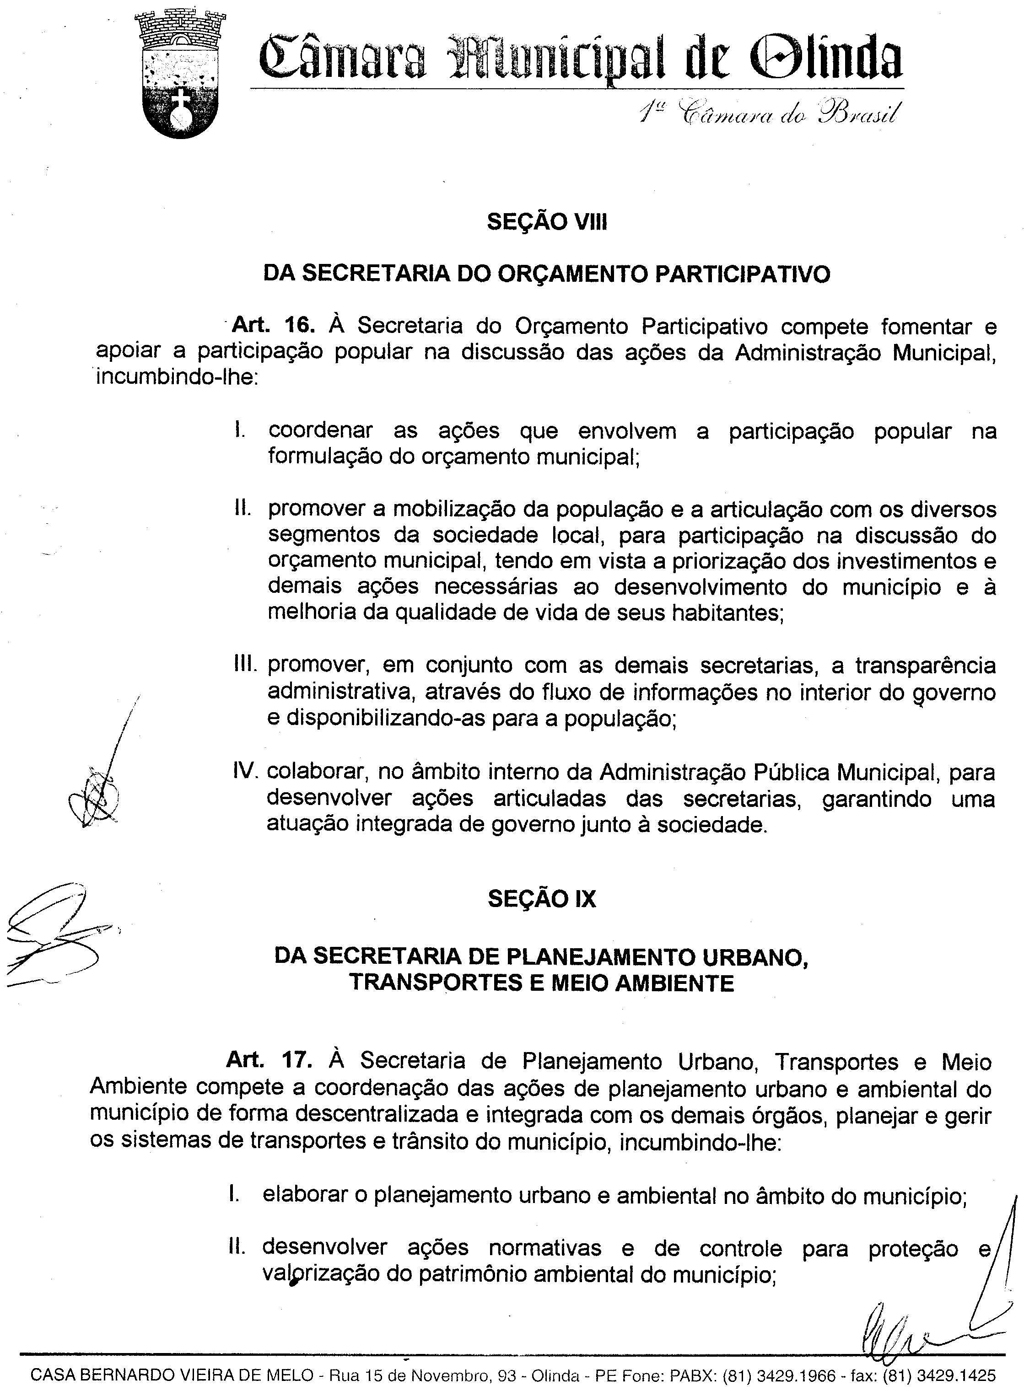 Câmara Municipal de Olinda
1ª Câmara do Brasil
SEÇÃO VIII
DA SECRETARIA DO ORÇAMENTO PARTICIPATIVO
Art. 16. À Secretaria do Orçamento Participativo compete fomentar e
apoiar a participação popular na discussão das ações da Administração Municipal,
incumbindo-lhe:
I. coordenar as ações que envolvem a participação popular na
formulação do orçamento municipal;
II. promover a mobilização da população e a articulação com os diversos
segmentos da sociedade local, para participação na discussão do
orçamento municipal, tendo em vista a priorização dos investimentos e
demais ações necessárias ao desenvolvimento do município e à
melhoria da qualidade de vida de seus habitantes;
III. promover, em conjunto com as demais secretarias, a transparência
administrativa, através do fluxo de informações no interior do governo
e disponibilizando-as para a população;
IV. colaborar, no âmbito interno da Administração Pública Municipal, para
desenvolver ações articuladas das secretarias, garantindo uma
atuação integrada de governo junto à sociedade.
SEÇÃO IX
DA SECRETARIA DE PLANEJAMENTO URBANO,
TRANSPORTES E MEIO AMBIENTE
Art. 17. À Secretaria de Planejamento Urbano, Transportes e Meio
Ambiente compete a coordenação das ações de planejamento urbano e ambiental do
município de forma descentralizada e integrada com os demais órgãos, planejar e gerir
os sistemas de transportes e trânsito do município, incumbindo-lhe:
I. elaborar o planejamento urbano e ambiental no âmbito do município;
II. desenvolver ações normativas e de controle para proteção e
valorização do patrimônio ambiental do município;
CASA BERNARDO VIEIRA DE MELO - Rua 15 de Novembro, 93 - Olinda - PE Fone: PABX: (81) 3429.1966 - fax: (81) 3429.1425